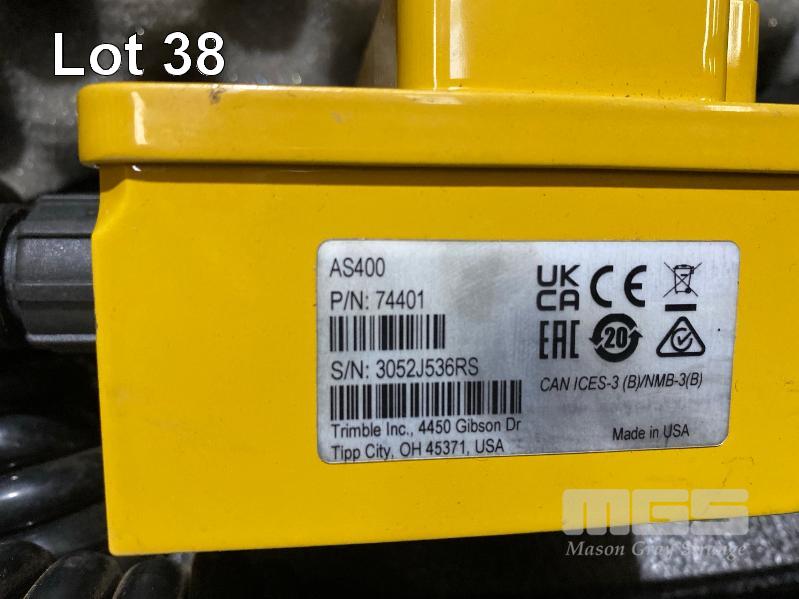 Lot 38
AS400
P/N: 74401
S/N: 3052J536RS
Trimble Inc., 4450 Gibson Dr
Tipp City, OH 45371, USA
UK
CA
CE
EAC
20
CAN ICES-3 (B)/NMB-3(B)
Made in USA
MGS
Mason Gray Strange